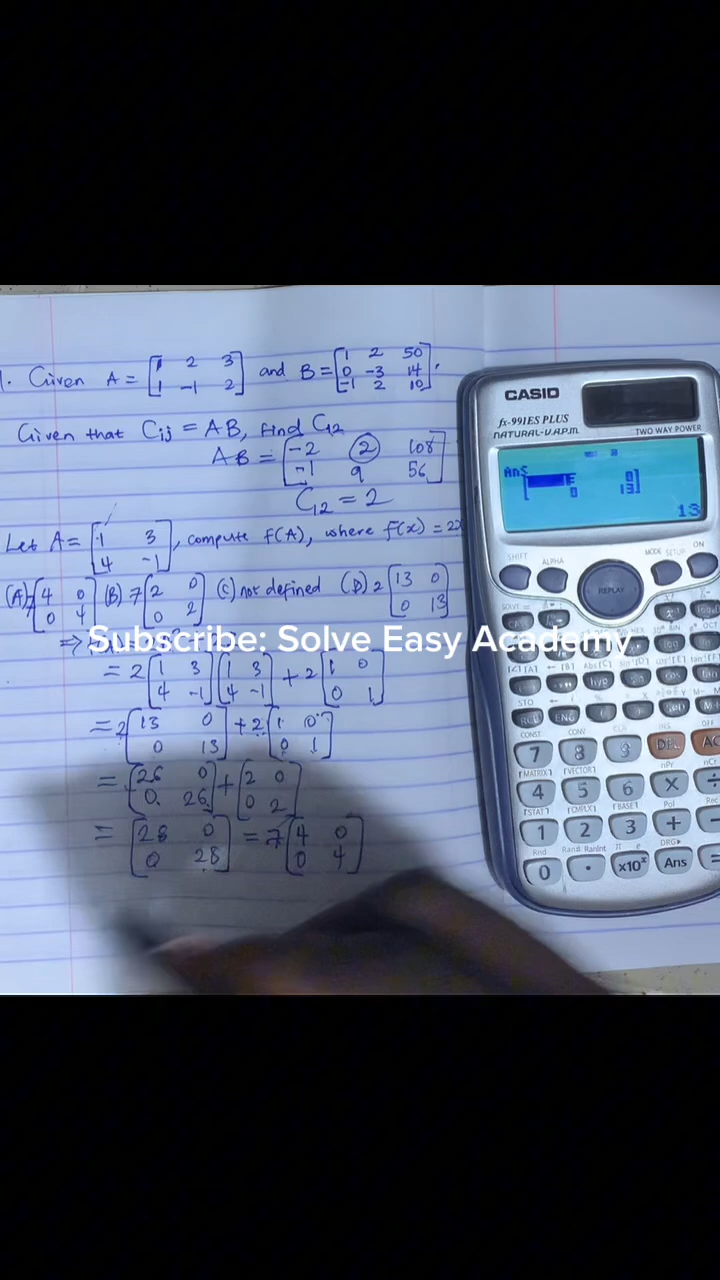 1. Given A = [1 2 3 / 1 -1 2] and B = [1 2 50 / 0 -3 14 / -1 2 10].
Given that Cij = AB, find C12
AB = [-2 2 108 / -1 9 56]
C12 = 2
Let A = [1 3 / 4 -1], compute f(A), where f(x) = 2x
(A) 7[4 0 / 0 4] (B) 7[2 0 / 0 2] (C) not defined (D) 2[13 0 / 0 13]
Subscribe: Solve Easy Academy
= 2[1 3 / 4 -1][1 3 / 4 -1] + 2[1 0 / 0 1]
= 2[13 0 / 0 13] + 2[1 0 / 0 1]
= [26 0 / 0 26] + [2 0 / 0 2]
= [28 0 / 0 28] = 7[4 0 / 0 4]
CASIO
fx-991ES PLUS
NATURAL-V.P.A.M.
TWO WAY POWER
Ans
0
0 13
13
SHIFT ALPHA MODE SETUP ON
REPLAY
RCL ENG
7 8 9 DEL AC
4 5 6 × ÷
1 2 3 + -
0 . ×10x Ans =